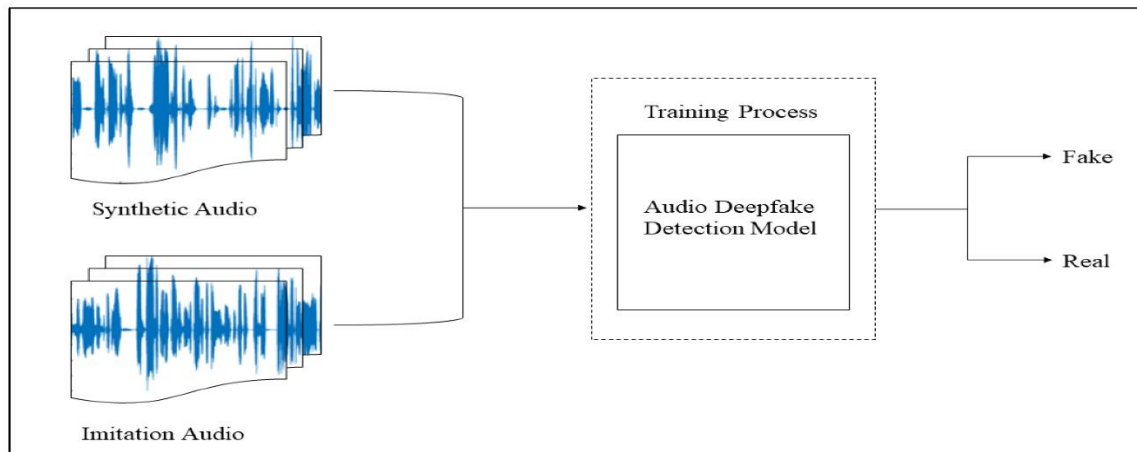 Synthetic Audio
Imitation Audio
Training Process
Audio Deepfake
Detection Model
Fake
Real